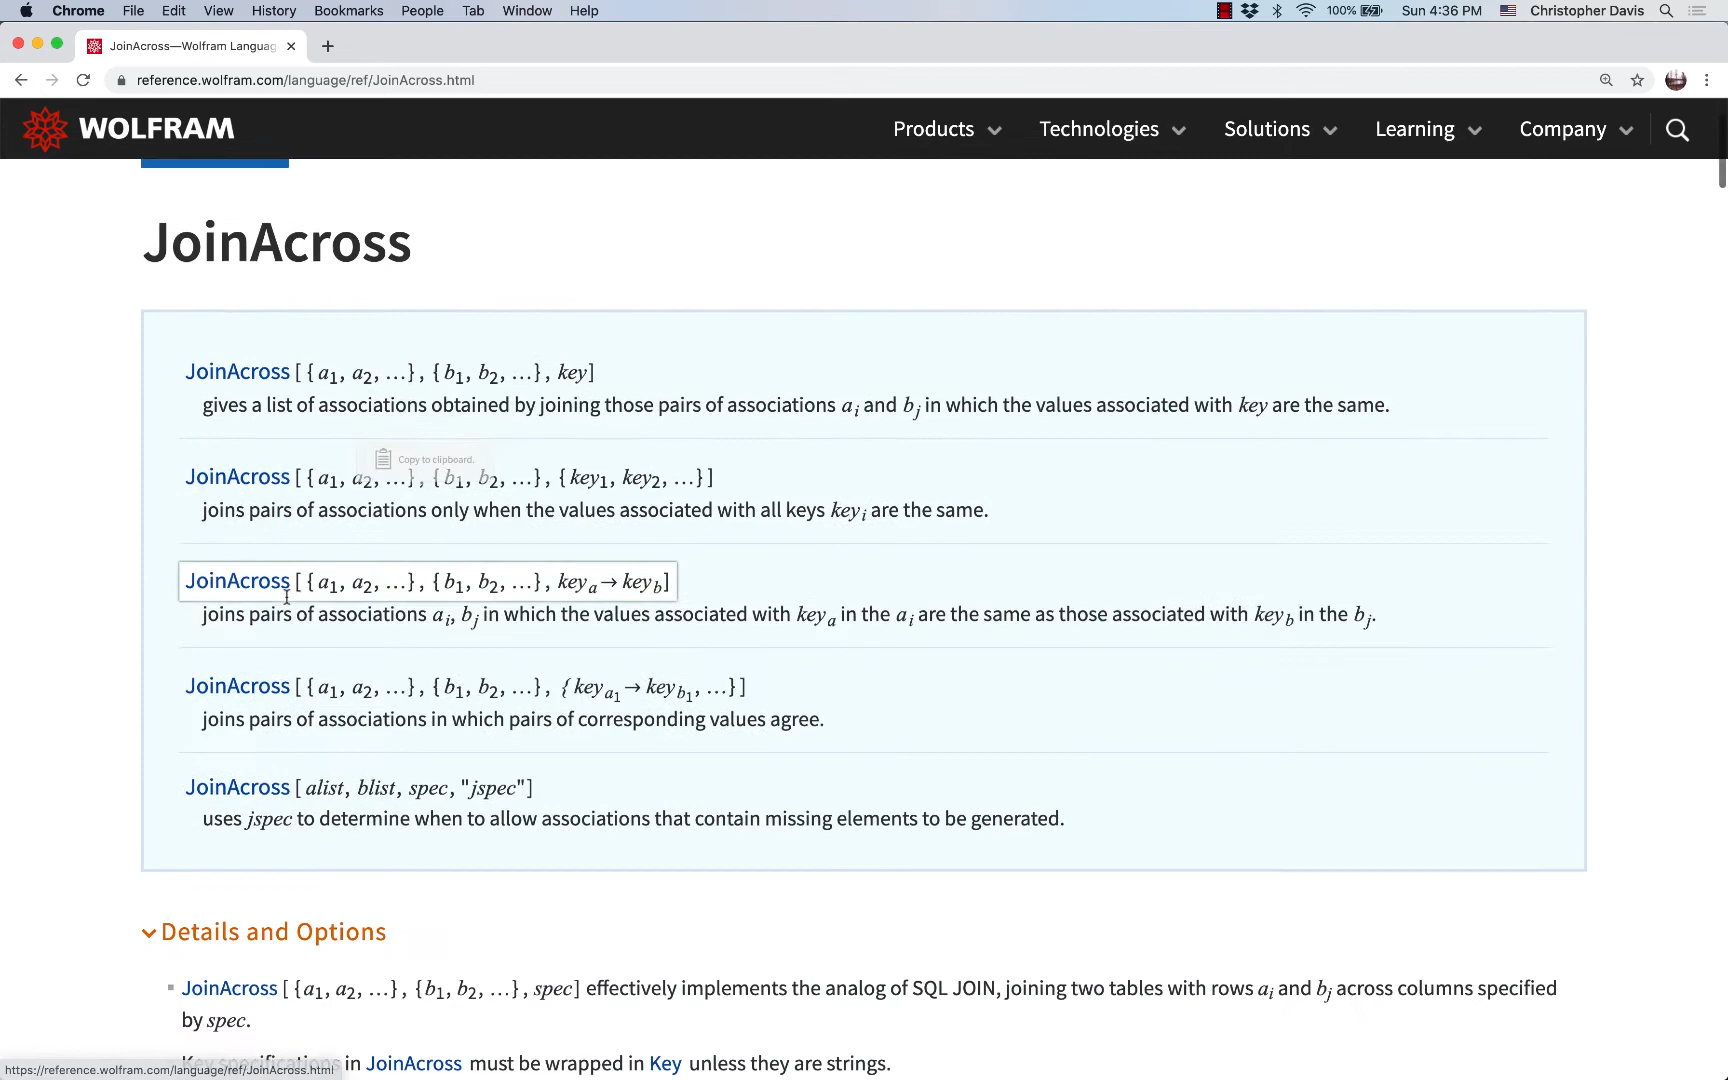 Chrome File Edit View History Bookmarks People Tab Window Help 100% Sun 4:36 PM Christopher Davis
JoinAcross—Wolfram Languag
reference.wolfram.com/language/ref/JoinAcross.html
WOLFRAM Products Technologies Solutions Learning Company
JoinAcross
JoinAcross [ { a₁, a₂, …} , { b₁, b₂, …} , key]
gives a list of associations obtained by joining those pairs of associations aᵢ and bⱼ in which the values associated with key are the same.
Copy to clipboard.
JoinAcross [ { a₁, a₂, …} , { b₁, b₂, …} , { key₁, key₂, …} ]
joins pairs of associations only when the values associated with all keys keyᵢ are the same.
JoinAcross [ { a₁, a₂, …} , { b₁, b₂, …} , key_a → key_b]
joins pairs of associations aᵢ, bⱼ in which the values associated with key_a in the aᵢ are the same as those associated with key_b in the bⱼ.
JoinAcross [ { a₁, a₂, …} , { b₁, b₂, …} , { key_a₁ → key_b₁, …} ]
joins pairs of associations in which pairs of corresponding values agree.
JoinAcross [ alist, blist, spec, "jspec" ]
uses jspec to determine when to allow associations that contain missing elements to be generated.
Details and Options
JoinAcross [ {a₁, a₂, …} , {b₁, b₂, …} , spec] effectively implements the analog of SQL JOIN, joining two tables with rows aᵢ and bⱼ across columns specified
by spec.
Key specifications in JoinAcross must be wrapped in Key unless they are strings.
https://reference.wolfram.com/language/ref/JoinAcross.html